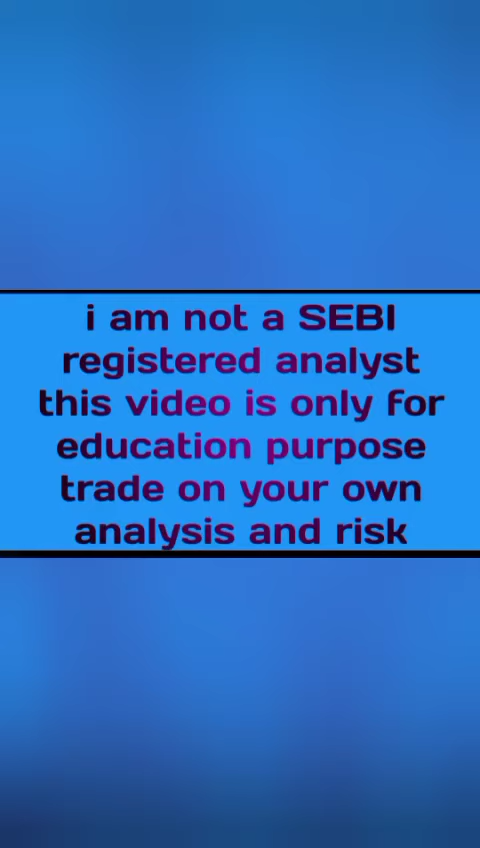 i am not a SEBI
registered analyst
this video is only for
education purpose
trade on your own
analysis and risk